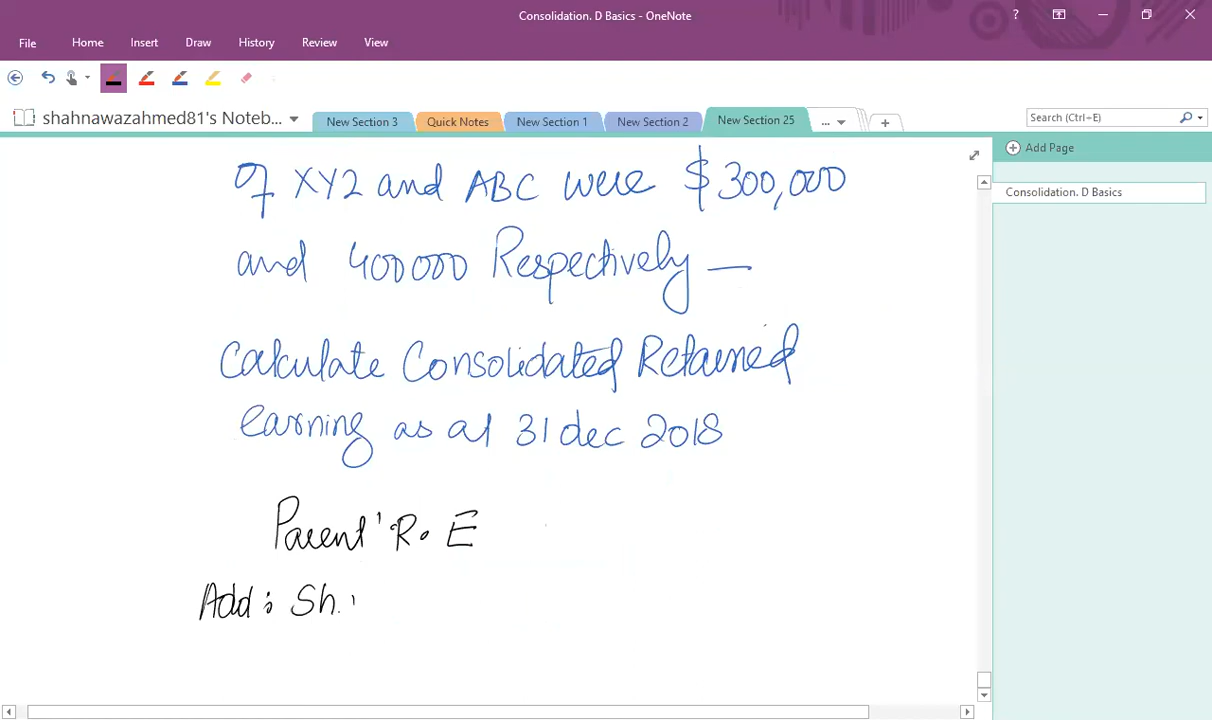 Consolidation. D Basics - OneNote
?
File Home Insert Draw History Review View
shahnawazahmed81's Noteb...
New Section 3
Quick Notes
New Section 1
New Section 2
New Section 25
...
Search (Ctrl+E)
Add Page
Consolidation. D Basics
Of XYZ and ABC were $300,000
and 400000 Respectively —
Calculate Consolidated Retained
earning as at 31 dec 2018
Parent' R. E
Add: Sh.